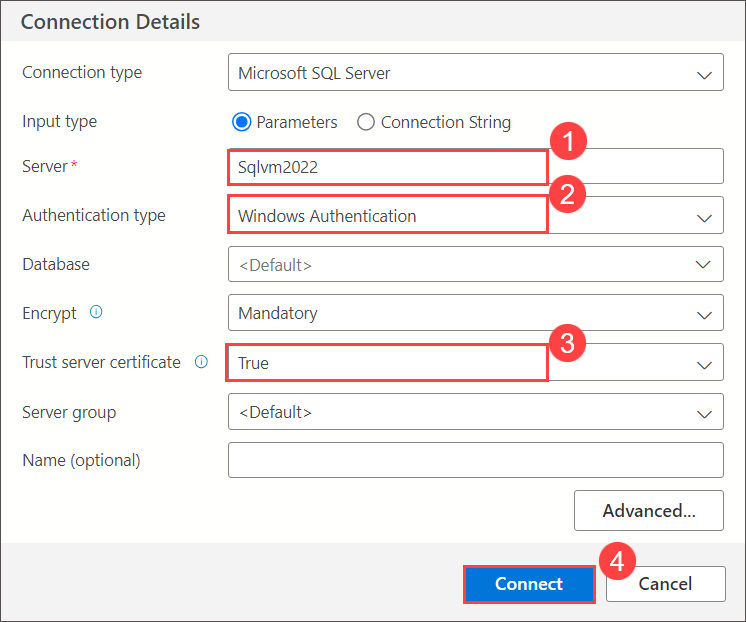 Connection Details
Connection type Microsoft SQL Server
Input type Parameters Connection String
1
Server* Sqlvm2022
2
Authentication type Windows Authentication
Database <Default>
Encrypt Mandatory
3
Trust server certificate True
Server group <Default>
Name (optional)
Advanced...
4
Connect Cancel